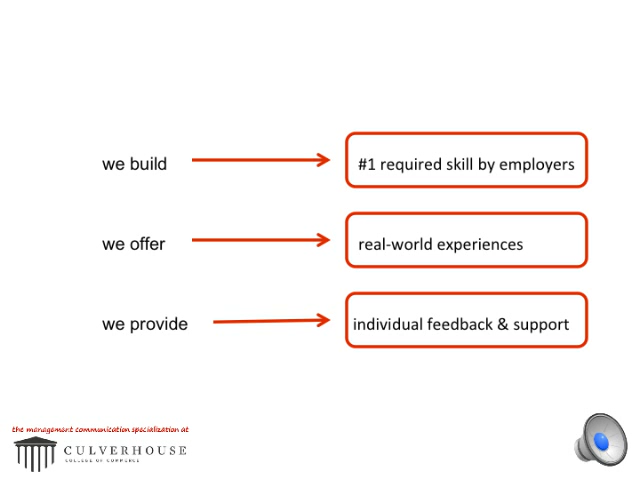 we build
#1 required skill by employers
we offer
real-world experiences
we provide
individual feedback & support
the management communication specialization at
CULVERHOUSE
COLLEGE OF COMMERCE